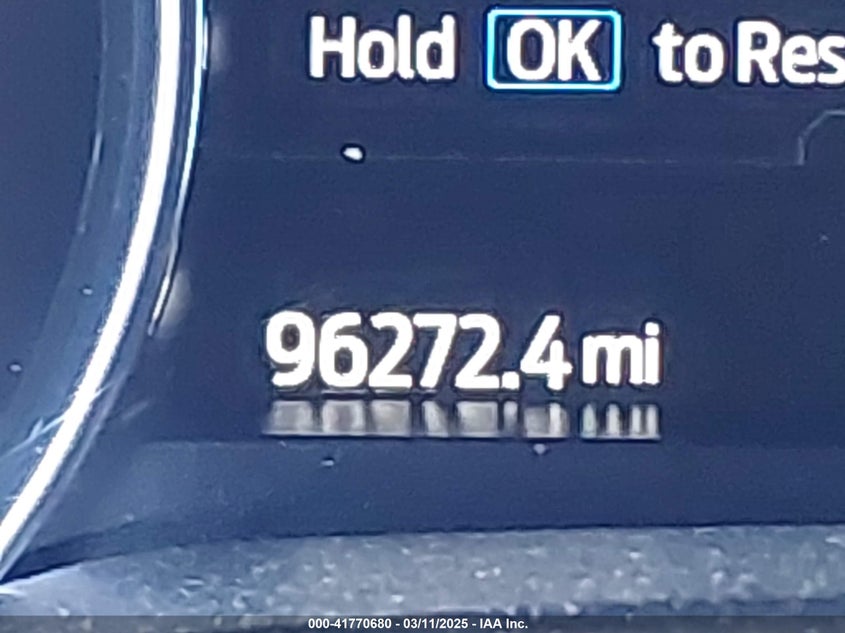 Hold OK to Res
96272.4 mi
000-41770680 - 03/11/2025 - IAA Inc.